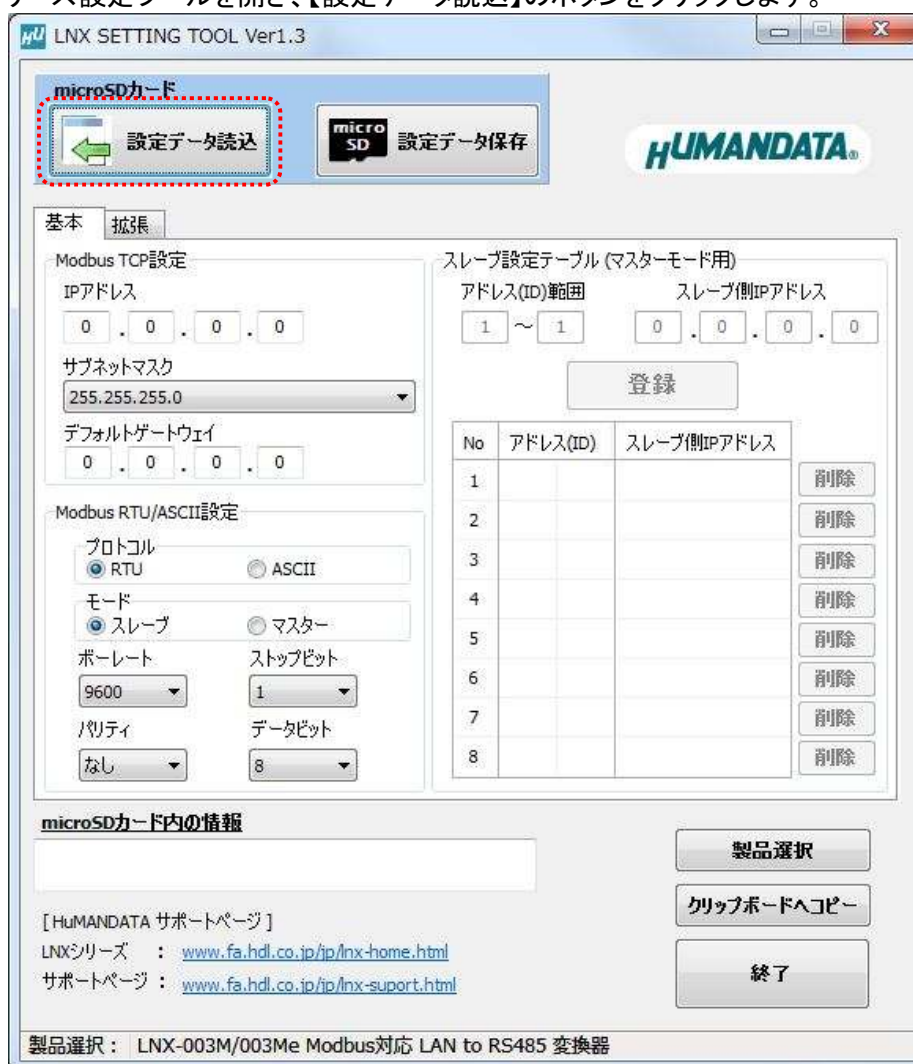 LNX SETTING TOOL Ver1.3
microSDカード
設定データ読込
micro SD 設定データ保存
HUMANDATA®
基本 拡張
Modbus TCP設定
IPアドレス
0 . 0 . 0 . 0
サブネットマスク
255.255.255.0
デフォルトゲートウェイ
0 . 0 . 0 . 0
Modbus RTU/ASCII設定
プロトコル
RTU ASCII
モード
スレーブ マスター
ボーレート ストップビット
9600 1
パリティ データビット
なし 8
スレーブ設定テーブル (マスターモード用)
アドレス(ID)範囲 スレーブ側IPアドレス
1 ～ 1 0 . 0 . 0 . 0
登録
No アドレス(ID) スレーブ側IPアドレス
1 削除
2 削除
3 削除
4 削除
5 削除
6 削除
7 削除
8 削除
microSDカード内の情報
[ HuMANDATA サポートページ ]
LNXシリーズ : www.fa.hdl.co.jp/jp/lnx-home.html
サポートページ : www.fa.hdl.co.jp/jp/lnx-suport.html
製品選択
クリップボードへコピー
終了
製品選択 : LNX-003M/003Me Modbus対応 LAN to RS485 変換器